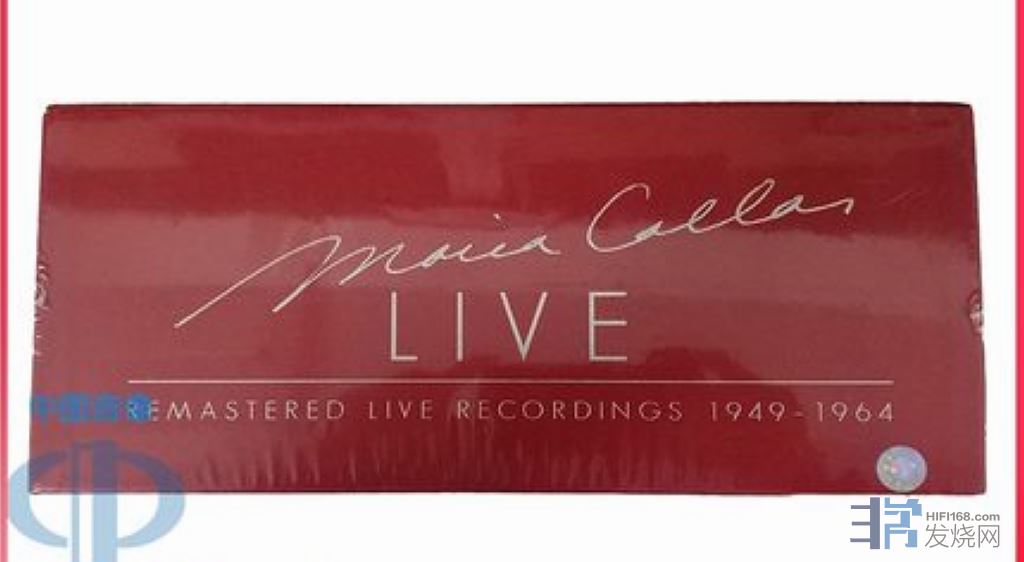 Maria Callas
LIVE
REMASTERED LIVE RECORDINGS 1949-1964
HIFI168.com
发烧网